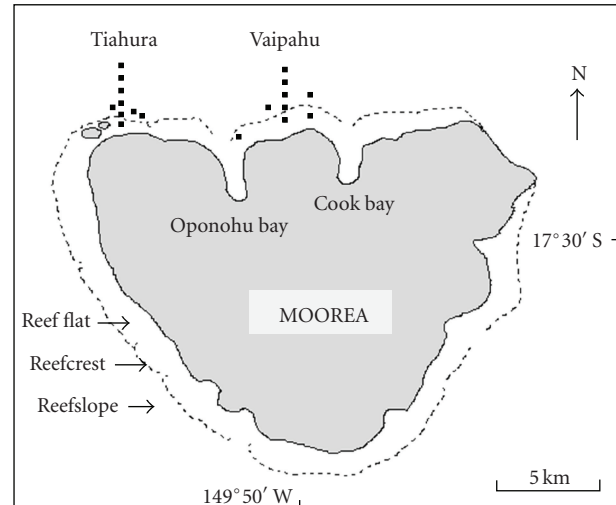 Tiahura
Vaipahu
N
Oponohu bay
Cook bay
17°30′ S
MOOREA
Reef flat
Reefcrest
Reefslope
5 km
149°50′ W